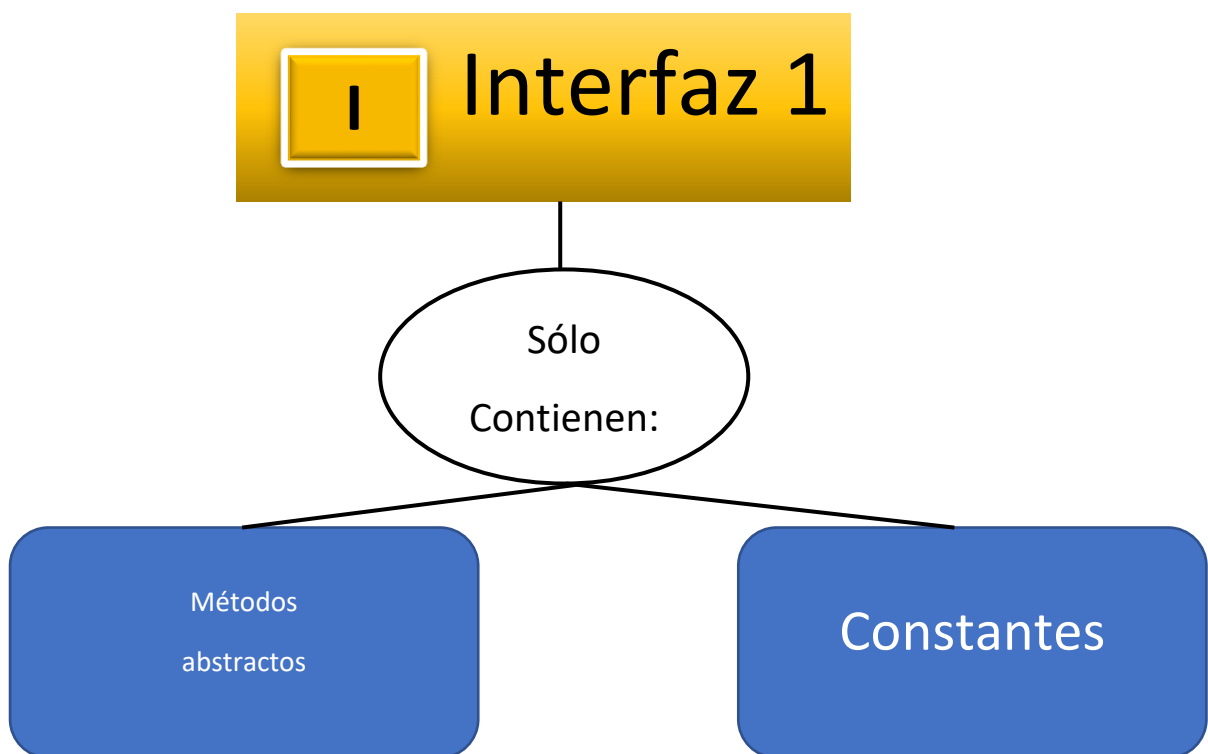 I
Interfaz 1
Sólo
Contienen:
Métodos
abstractos
Constantes